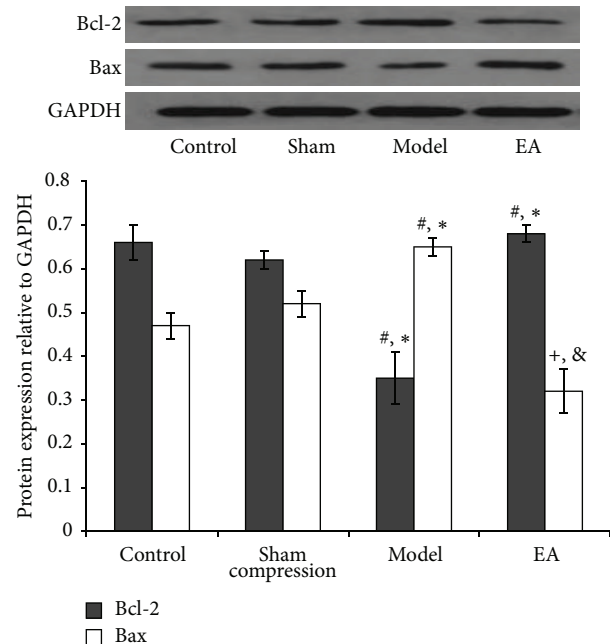 Bcl-2
Bax
GAPDH
Control Sham Model EA
Protein expression relative to GAPDH
0.8
0.7
0.6
0.5
0.4
0.3
0.2
0.1
0
#, *
#, *
#, *
+, &
Control Sham compression Model EA
Bcl-2
Bax